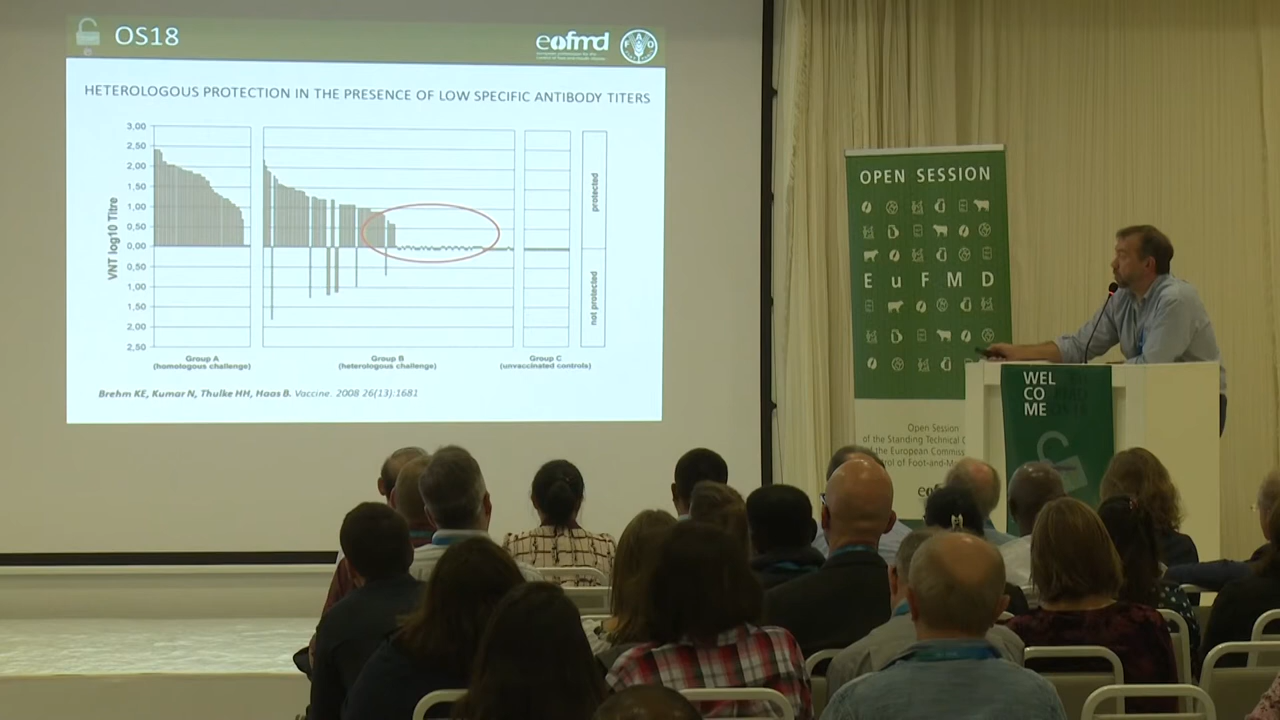 OS18
eofmd
FAO
HETEROLOGOUS PROTECTION IN THE PRESENCE OF LOW SPECIFIC ANTIBODY TITERS
VNT log10 Titre
3,00
2,50
2,00
1,50
1,00
0,50
0,00
0,50
1,00
1,50
2,00
2,50
protected
not protected
Group A
(homologous challenge)
Group B
(heterologous challenge)
Group C
(unvaccinated controls)
Brehm KE, Kumar N, Thulke HH, Haas B. Vaccine. 2008 26(13):1681
OPEN SESSION
E u F M D
Open Session
of the Standing Technical C
of the European Commiss
trol of Foot-and-M
eo
WEL
CO
ME